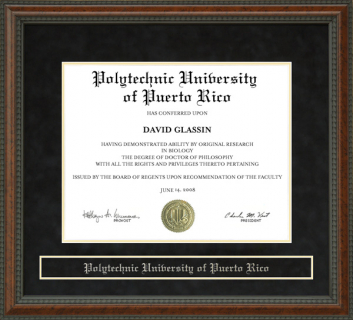 Polytechnic University
of Puerto Rico
HAS CONFERRED UPON
DAVID GLASSIN
HAVING DEMONSTRATED ABILITY BY ORIGINAL RESEARCH
IN BIOLOGY
THE DEGREE OF DOCTOR OF PHILOSOPHY
WITH ALL THE RIGHTS AND PRIVILEGES THERETO PERTAINING
ISSUED BY THE BOARD OF REGENTS UPON RECOMMENDATION OF THE FACULTY
JUNE 14, 2008
PROVOST
PRESIDENT
Polytechnic University of Puerto Rico